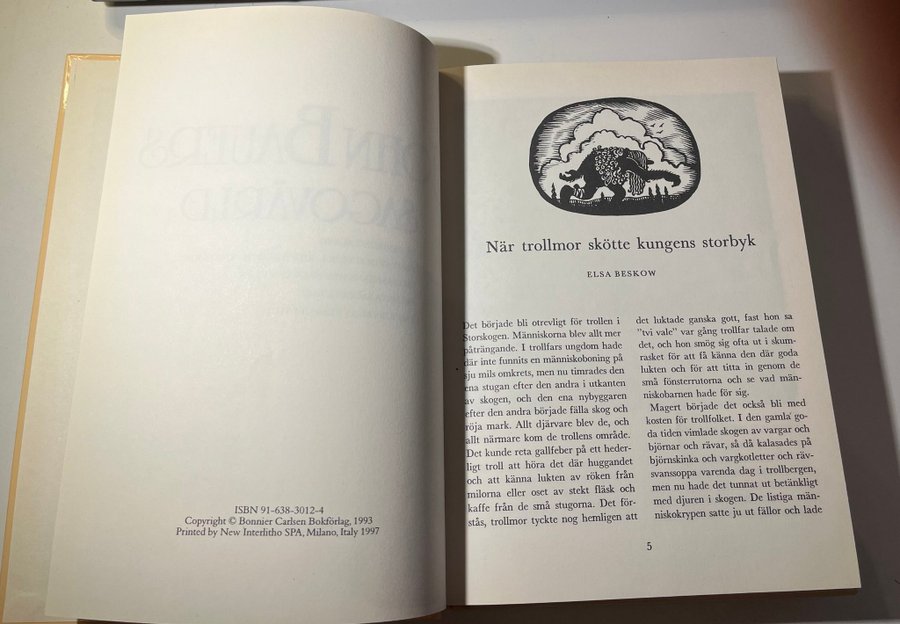 ISBN 91-638-3012-4
Copyright © Bonnier Carlsen Bokförlag, 1993
Printed by New Interlitho SPA, Milano, Italy 1997
När trollmor skötte kungens storbyk
ELSA BESKOW
Det började bli otrevligt för trollen i
Storskogen. Människorna blev allt mer
påträngande. I trollfars ungdom hade
där inte funnits en människoboning på
sju mils omkrets, men nu timrades den
ena stugan efter den andra i utkanten
av skogen, och den ena nybyggaren
efter den andra började fälla skog och
röja mark. Allt djärvare blev de, och
allt närmare kom de trollens område.
Det kunde reta gallfeber på ett heder-
ligt troll att höra det där huggandet
och att känna lukten av röken från
milorna eller oset av stekt fläsk och
kaffe från de små stugorna. Det för-
stås, trollmor tyckte nog hemligen att
det luktade ganska gott, fast hon sa
"tvi vale" var gång trollfar talade om
det, och hon smög sig ofta ut i skum-
rasket för att få känna den där goda
lukten och för att titta in genom de
små fönsterrutorna och se vad män-
niskobarnen hade för sig.
Magert började det också bli med
kosten för trollfolket. I den gamla go-
da tiden vimlade skogen av vargar och
björnar och rävar, så då kalasades på
björnskinka och vargkotletter och räv-
svanssoppa varenda dag i trollbergen,
men nu hade det tunnat ut betänkligt
med djuren i skogen. De listiga män-
niskokrypen satte ju ut fällor och lade
5